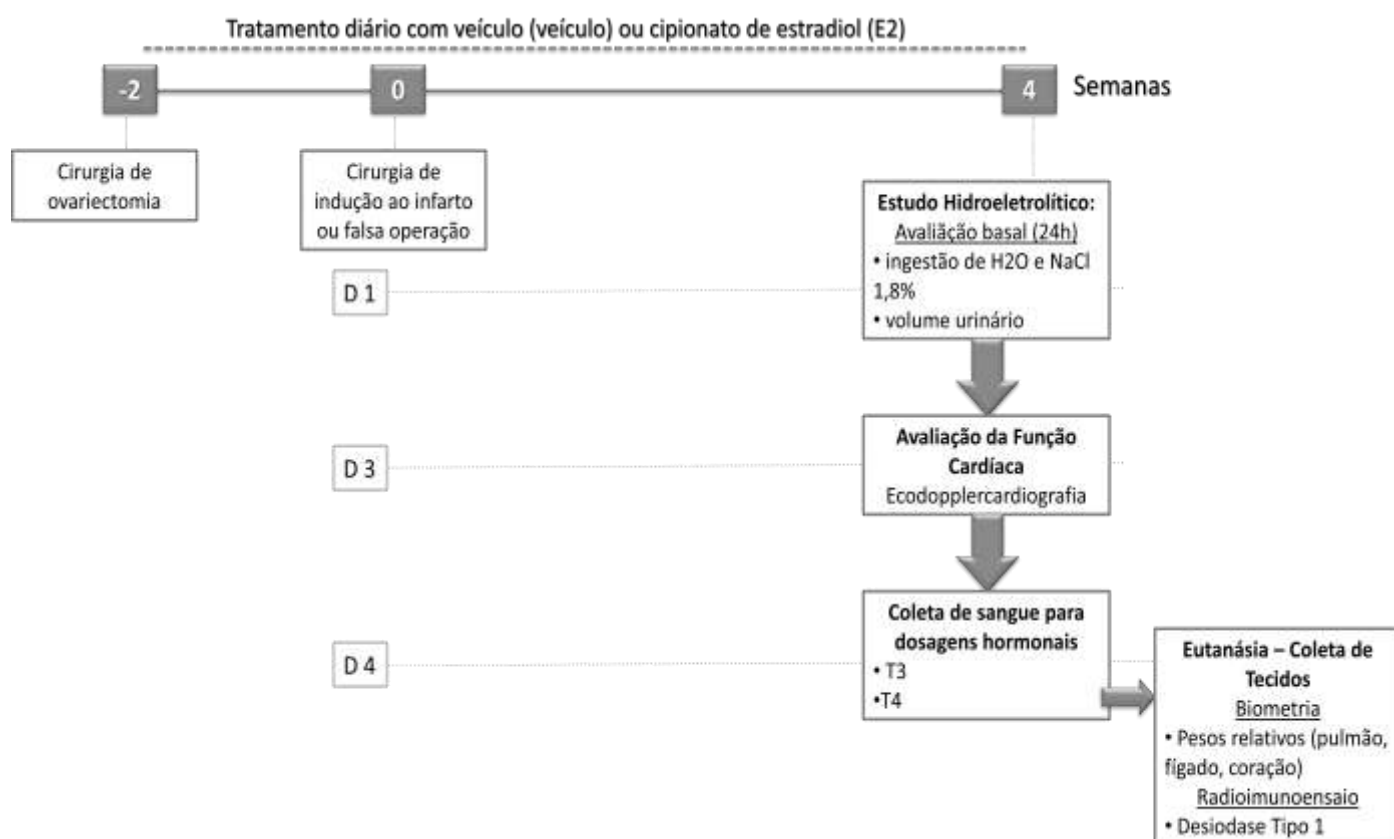 Tratamento diário com veículo (veículo) ou cipionato de estradiol (E2)
-2
0
4
Semanas
Cirurgia de
ovariectomia
Cirurgia de
indução ao infarto
ou falsa operação
Estudo Hidroeletrolítico:
Avaliãção basal (24h)
• ingestão de H2O e NaCl
1,8%
• volume urinário
D 1
Avaliação da Função
Cardíaca
Ecodopplercardiografia
D 3
Coleta de sangue para
dosagens hormonais
• T3
•T4
D 4
Eutanásia – Coleta de
Tecidos
Biometria
• Pesos relativos (pulmão,
fígado, coração)
Radioimunoensaio
• Desiodase Tipo 1